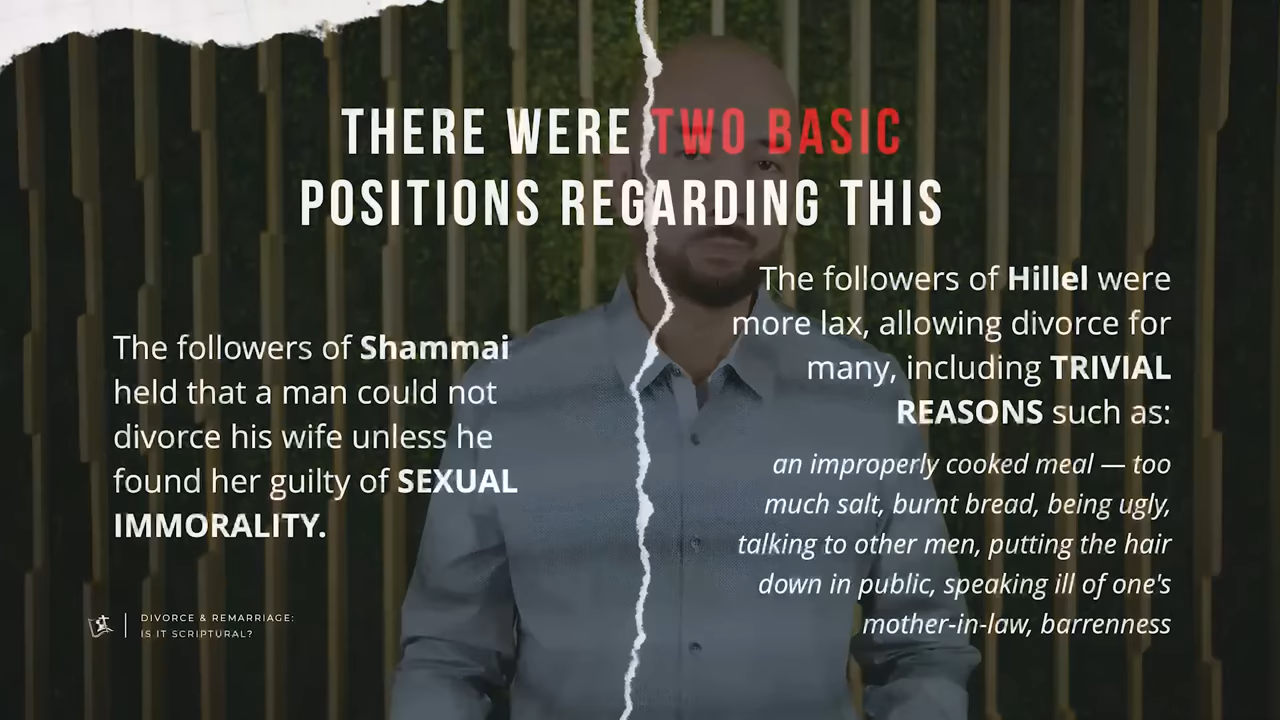 THERE WERE TWO BASIC
POSITIONS REGARDING THIS
The followers of Shammai
held that a man could not
divorce his wife unless he
found her guilty of SEXUAL
IMMORALITY.
The followers of Hillel were
more lax, allowing divorce for
many, including TRIVIAL
REASONS such as:
an improperly cooked meal — too
much salt, burnt bread, being ugly,
talking to other men, putting the hair
down in public, speaking ill of one's
mother-in-law, barrenness
DIVORCE & REMARRIAGE:
IS IT SCRIPTURAL?